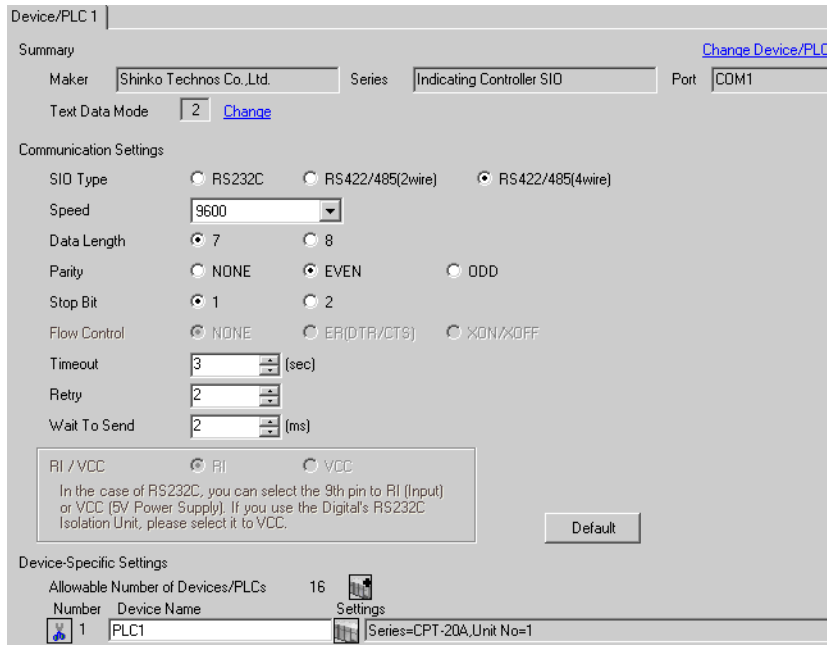 Device/PLC 1
Summary Change Device/PLC
Maker Shinko Technos Co.,Ltd. Series Indicating Controller SIO Port COM1
Text Data Mode 2 Change
Communication Settings
SIO Type RS232C RS422/485(2wire) RS422/485(4wire)
Speed 9600
Data Length 7 8
Parity NONE EVEN ODD
Stop Bit 1 2
Flow Control NONE ER(DTR/CTS) XON/XOFF
Timeout 3 (sec)
Retry 2
Wait To Send 2 (ms)
RI / VCC RI VCC
In the case of RS232C, you can select the 9th pin to RI (Input)
or VCC (5V Power Supply). If you use the Digital's RS232C
Isolation Unit, please select it to VCC.
Default
Device-Specific Settings
Allowable Number of Devices/PLCs 16
Number Device Name Settings
1 PLC1 Series=CPT-20A,Unit No=1